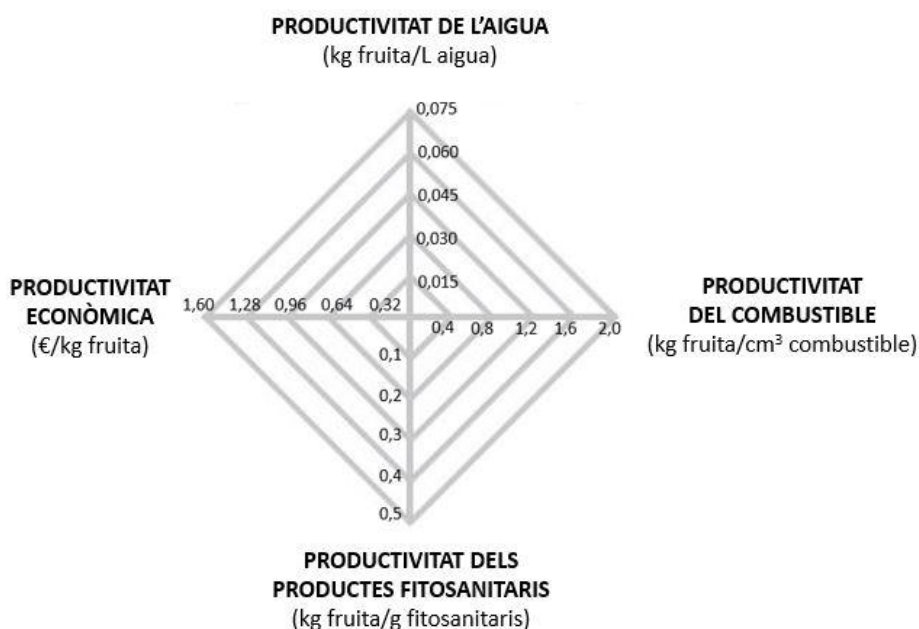 PRODUCTIVITAT DE L’AIGUA
(kg fruita/L aigua)
0,075
0,060
0,045
0,030
0,015
PRODUCTIVITAT
ECONÒMICA
(€/kg fruita)
1,60 1,28 0,96 0,64 0,32
0,4 0,8 1,2 1,6 2,0
PRODUCTIVITAT
DEL COMBUSTIBLE
(kg fruita/cm³ combustible)
0,1
0,2
0,3
0,4
0,5
PRODUCTIVITAT DELS
PRODUCTES FITOSANITARIS
(kg fruita/g fitosanitaris)